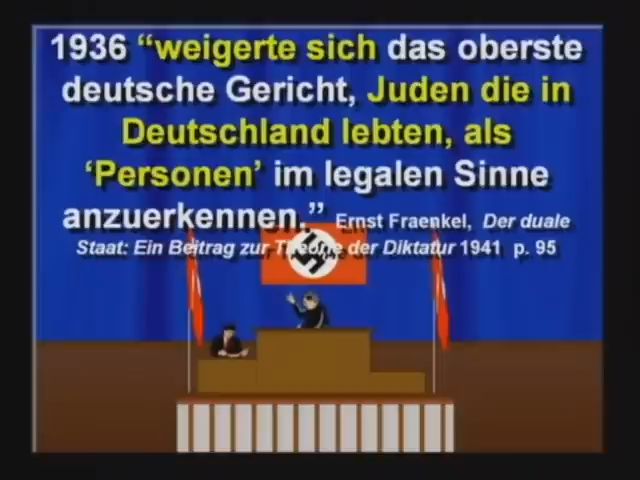 1936 “weigerte sich das oberste
deutsche Gericht, Juden die in
Deutschland lebten, als
‘Personen’ im legalen Sinne
anzuerkennen.” Ernst Fraenkel, Der duale
Staat: Ein Beitrag zur Theorie der Diktatur 1941 p. 95